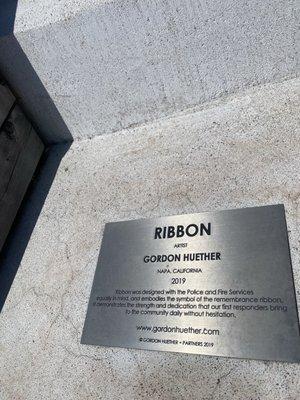 RIBBON
ARTIST
GORDON HUETHER
NAPA, CALIFORNIA
2019
Ribbon was designed with the Police and Fire Services
equally in mind, and embodies the symbol of the remembrance ribbon,
it demonstrates the strength and dedication that our first responders bring
to the community daily without hesitation.
www.gordonhuether.com
© GORDON HUETHER + PARTNERS 2019